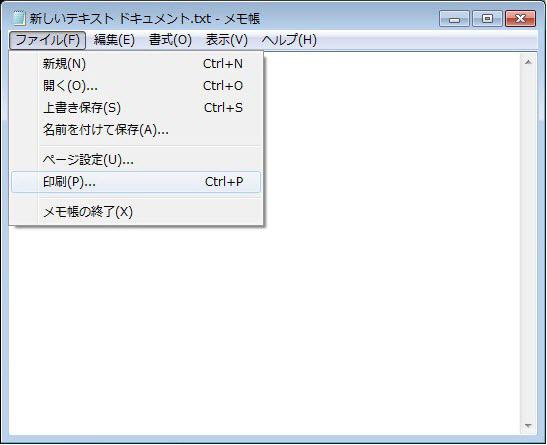 新しいテキスト ドキュメント.txt - メモ帳
ファイル(F) 編集(E) 書式(O) 表示(V) ヘルプ(H)
新規(N) Ctrl+N
開く(O)... Ctrl+O
上書き保存(S) Ctrl+S
名前を付けて保存(A)...
ページ設定(U)...
印刷(P)... Ctrl+P
メモ帳の終了(X)